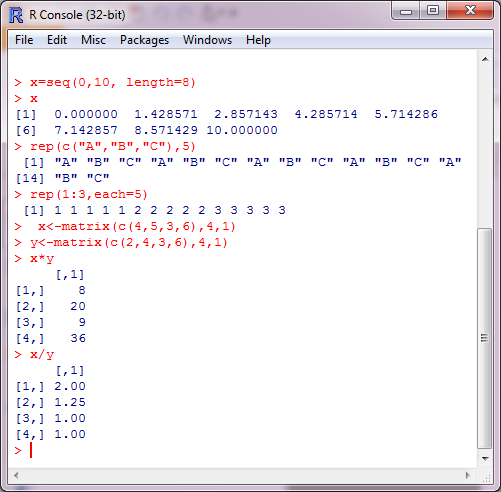 R Console (32-bit)
File Edit Misc Packages Windows Help
> x=seq(0,10, length=8)
> x
[1]  0.000000  1.428571  2.857143  4.285714  5.714286
[6]  7.142857  8.571429 10.000000
> rep(c("A","B","C"),5)
 [1] "A" "B" "C" "A" "B" "C" "A" "B" "C" "A" "B" "C" "A"
[14] "B" "C"
> rep(1:3,each=5)
 [1] 1 1 1 1 1 2 2 2 2 2 3 3 3 3 3
>  x<-matrix(c(4,5,3,6),4,1)
> y<-matrix(c(2,4,3,6),4,1)
> x*y
     [,1]
[1,]    8
[2,]   20
[3,]    9
[4,]   36
> x/y
     [,1]
[1,] 2.00
[2,] 1.25
[3,] 1.00
[4,] 1.00
>